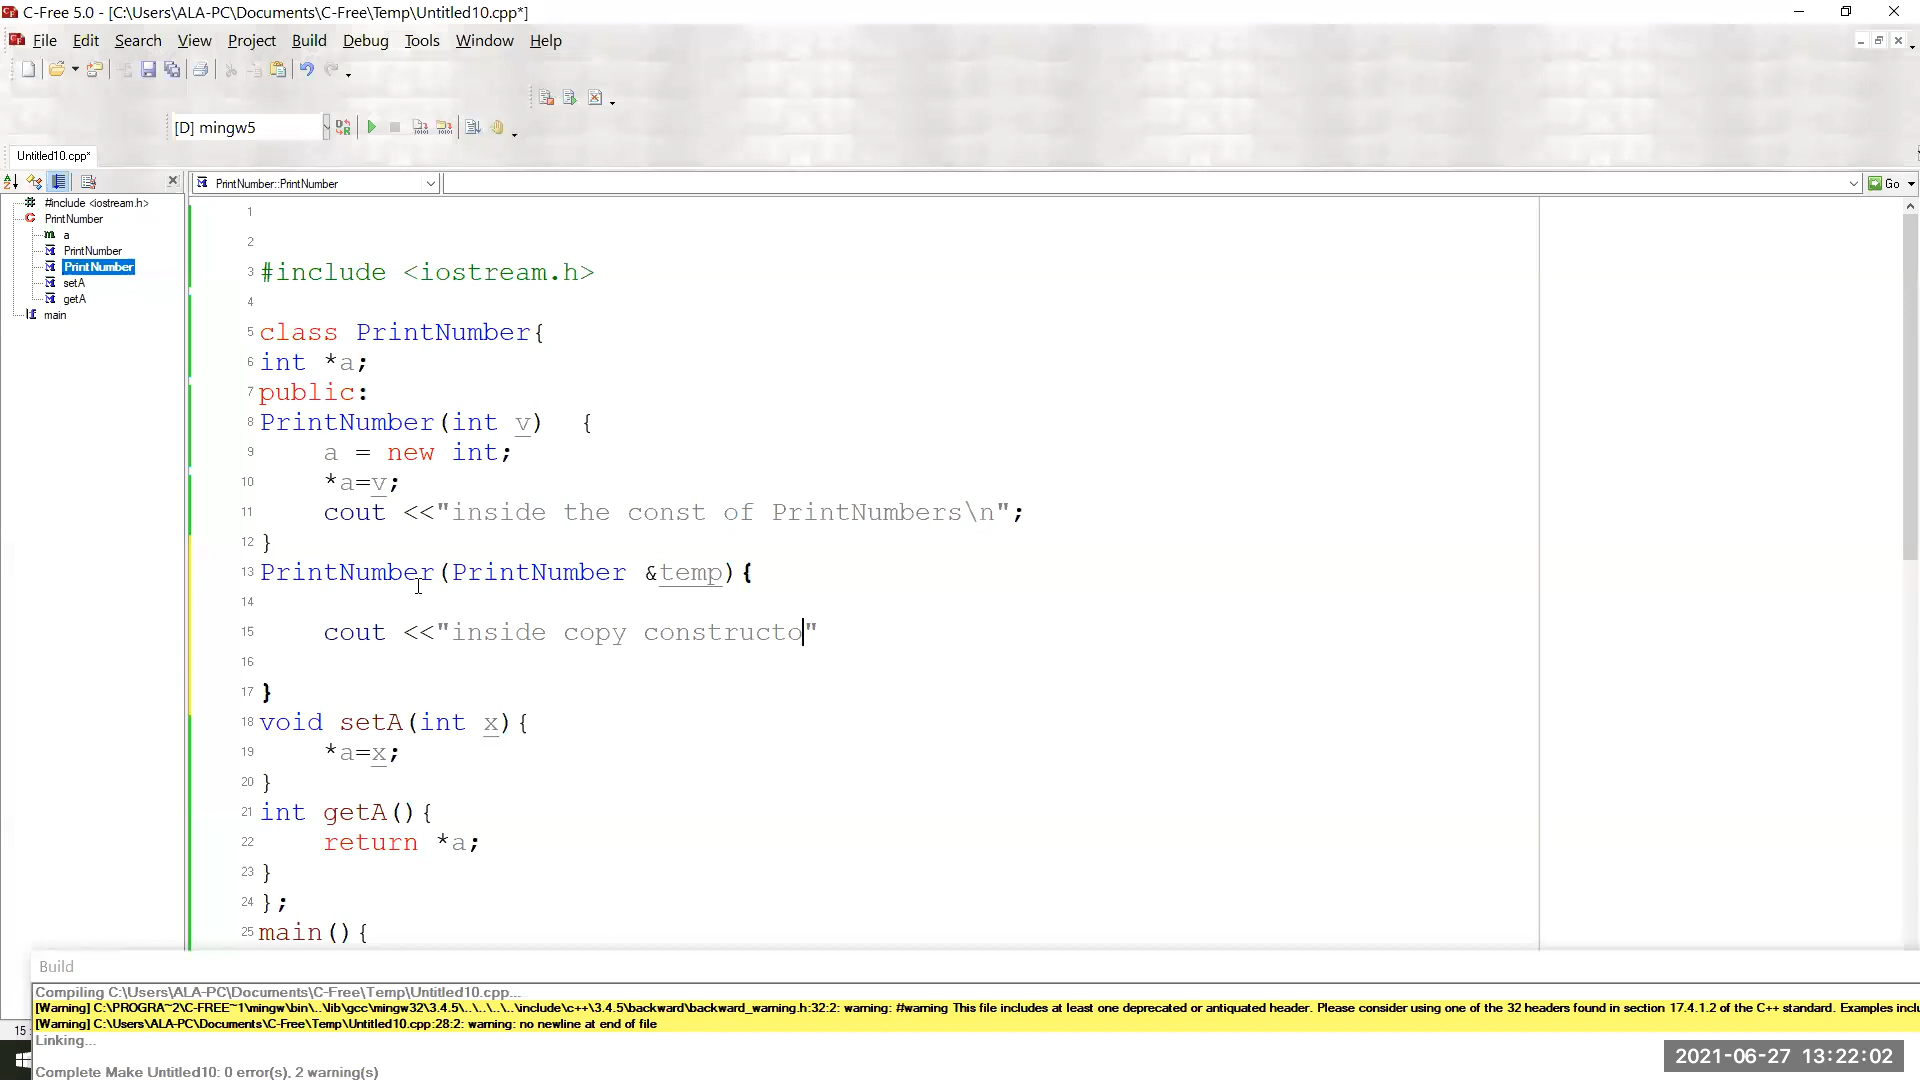 C-Free 5.0 - [C:\Users\ALA-PC\Documents\C-Free\Temp\Untitled10.cpp*]
File Edit Search View Project Build Debug Tools Window Help
[D] mingw5
Untitled10.cpp*
PrintNumber::PrintNumber
Go
#include <iostream.h>
PrintNumber
a
PrintNumber
PrintNumber
setA
getA
main
1
2
3 #include <iostream.h>
4
5 class PrintNumber{
6 int *a;
7 public:
8 PrintNumber(int v)  {
9     a = new int;
10     *a=v;
11     cout <<"inside the const of PrintNumbers\n";
12 }
13 PrintNumber(PrintNumber &temp){
14
15     cout <<"inside copy constructo"
16
17 }
18 void setA(int x){
19     *a=x;
20 }
21 int getA(){
22     return *a;
23 }
24 };
25 main(){
Build
Compiling C:\Users\ALA-PC\Documents\C-Free\Temp\Untitled10.cpp...
[Warning] C:\PROGRA~2\C-FREE~1\mingw\bin\..\lib\gcc\mingw32\3.4.5\..\..\..\..\include\c++\3.4.5\backward\backward_warning.h:32:2: warning: #warning This file includes at least one deprecated or antiquated header. Please consider using one of the 32 headers found in section 17.4.1.2 of the C++ standard. Examples inclu
[Warning] C:\Users\ALA-PC\Documents\C-Free\Temp\Untitled10.cpp:28:2: warning: no newline at end of file
15
Linking...
2021-06-27 13:22:02
Complete Make Untitled10: 0 error(s), 2 warning(s)